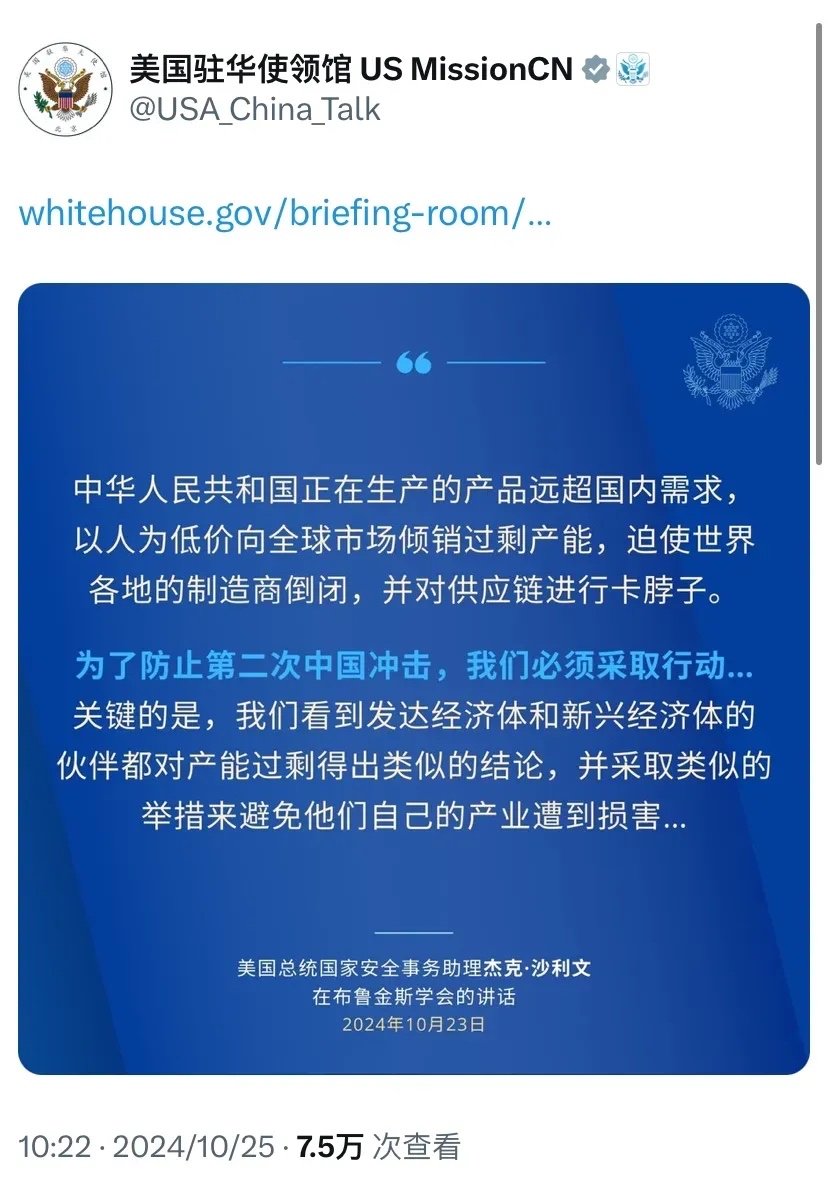 美国驻华使领馆 US MissionCN
@USA_China_Talk
whitehouse.gov/briefing-room/...
“
中华人民共和国正在生产的产品远超国内需求，
以人为低价向全球市场倾销过剩产能，迫使世界
各地的制造商倒闭，并对供应链进行卡脖子。
为了防止第二次中国冲击，我们必须采取行动...
关键的是，我们看到发达经济体和新兴经济体的
伙伴都对产能过剩得出类似的结论，并采取类似的
举措来避免他们自己的产业遭到损害...
美国总统国家安全事务助理杰克·沙利文
在布鲁金斯学会的讲话
2024年10月23日
10:22 · 2024/10/25 · 7.5万 次查看